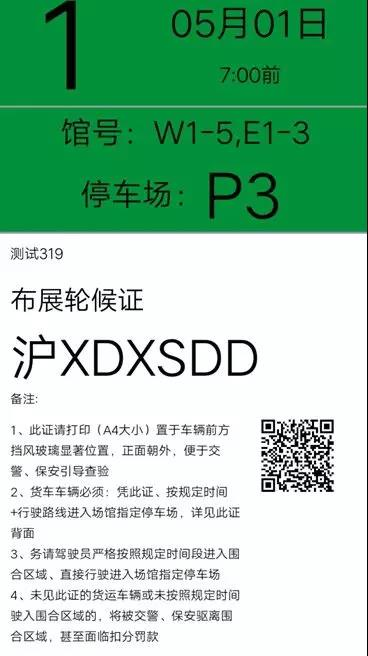 1
05月01日
7:00前
馆号：W1-5,E1-3
停车场：P3
测试319
布展轮候证
沪XDXSDD
备注:
1、此证请打印（A4大小）置于车辆前方
挡风玻璃显著位置，正面朝外，便于交
警、保安引导查验
2、货车车辆必须：凭此证、按规定时间
+行驶路线进入场馆指定停车场，详见此证
背面
3、务请驾驶员严格按照规定时间段进入围
合区域、直接行驶进入场馆指定停车场
4、未见此证的货运车辆或未按照规定时间
驶入围合区域的，将被交警、保安驱离围
合区域，甚至面临扣分罚款